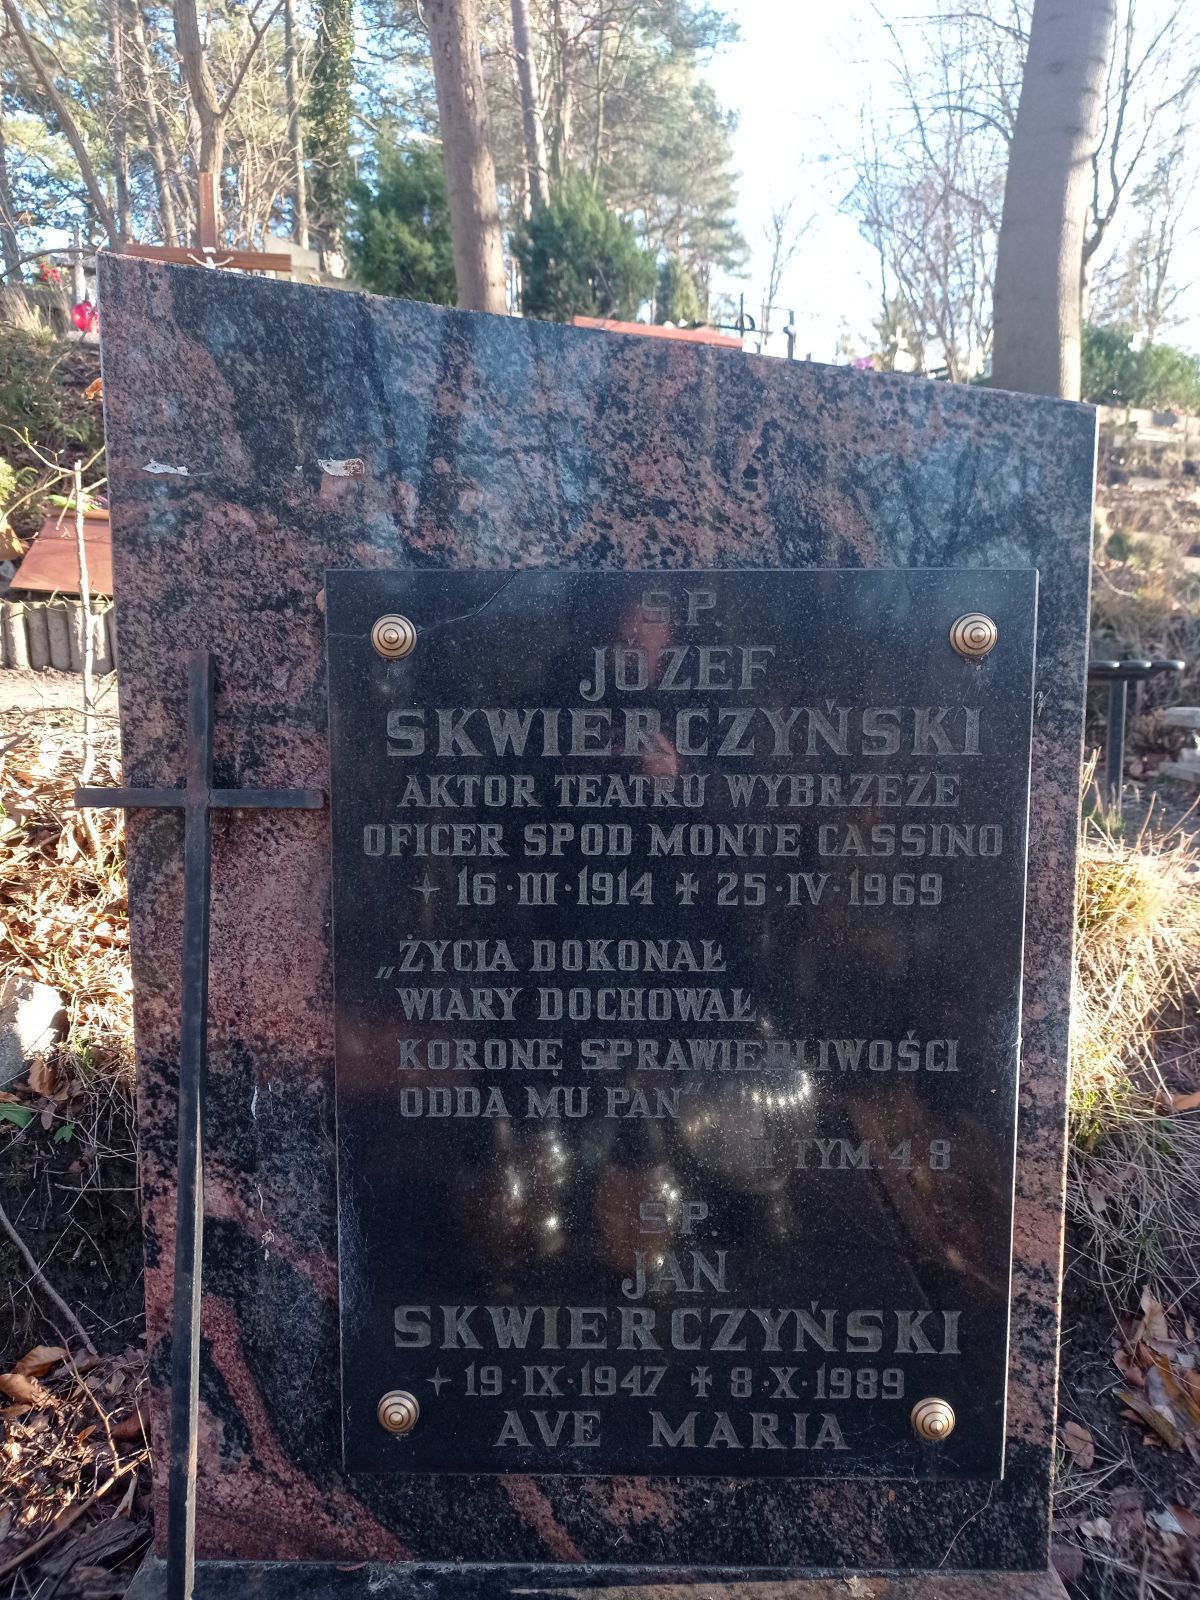 Ś.P.
JÓZEF
SKWIERCZYŃSKI
AKTOR TEATRU WYBRZEŻE
OFICER SPOD MONTE CASSINO
16·III·1914 ✝ 25·IV·1969
„ŻYCIA DOKONAŁ
WIARY DOCHOWAŁ
KORONĘ SPRAWIEDLIWOŚCI
ODDA MU PAN"
II TYM. 4 8
Ś.P.
JAN
SKWIERCZYŃSKI
19·IX·1947 ✝ 8·X·1989
AVE MARIA